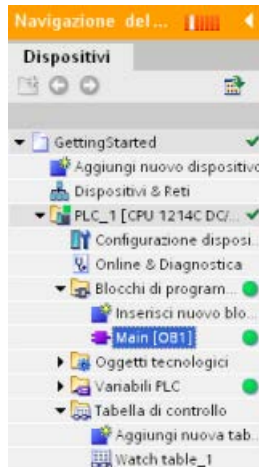 Navigazione del...
Dispositivi
GettingStarted
Aggiungi nuovo dispositivo
Dispositivi & Reti
PLC_1 [CPU 1214C DC/...
Configurazione disposi...
Online & Diagnostica
Blocchi di program...
Inserisci nuovo blo...
Main [OB1]
Oggetti tecnologici
Variabili PLC
Tabella di controllo
Aggiungi nuova tab...
Watch table_1